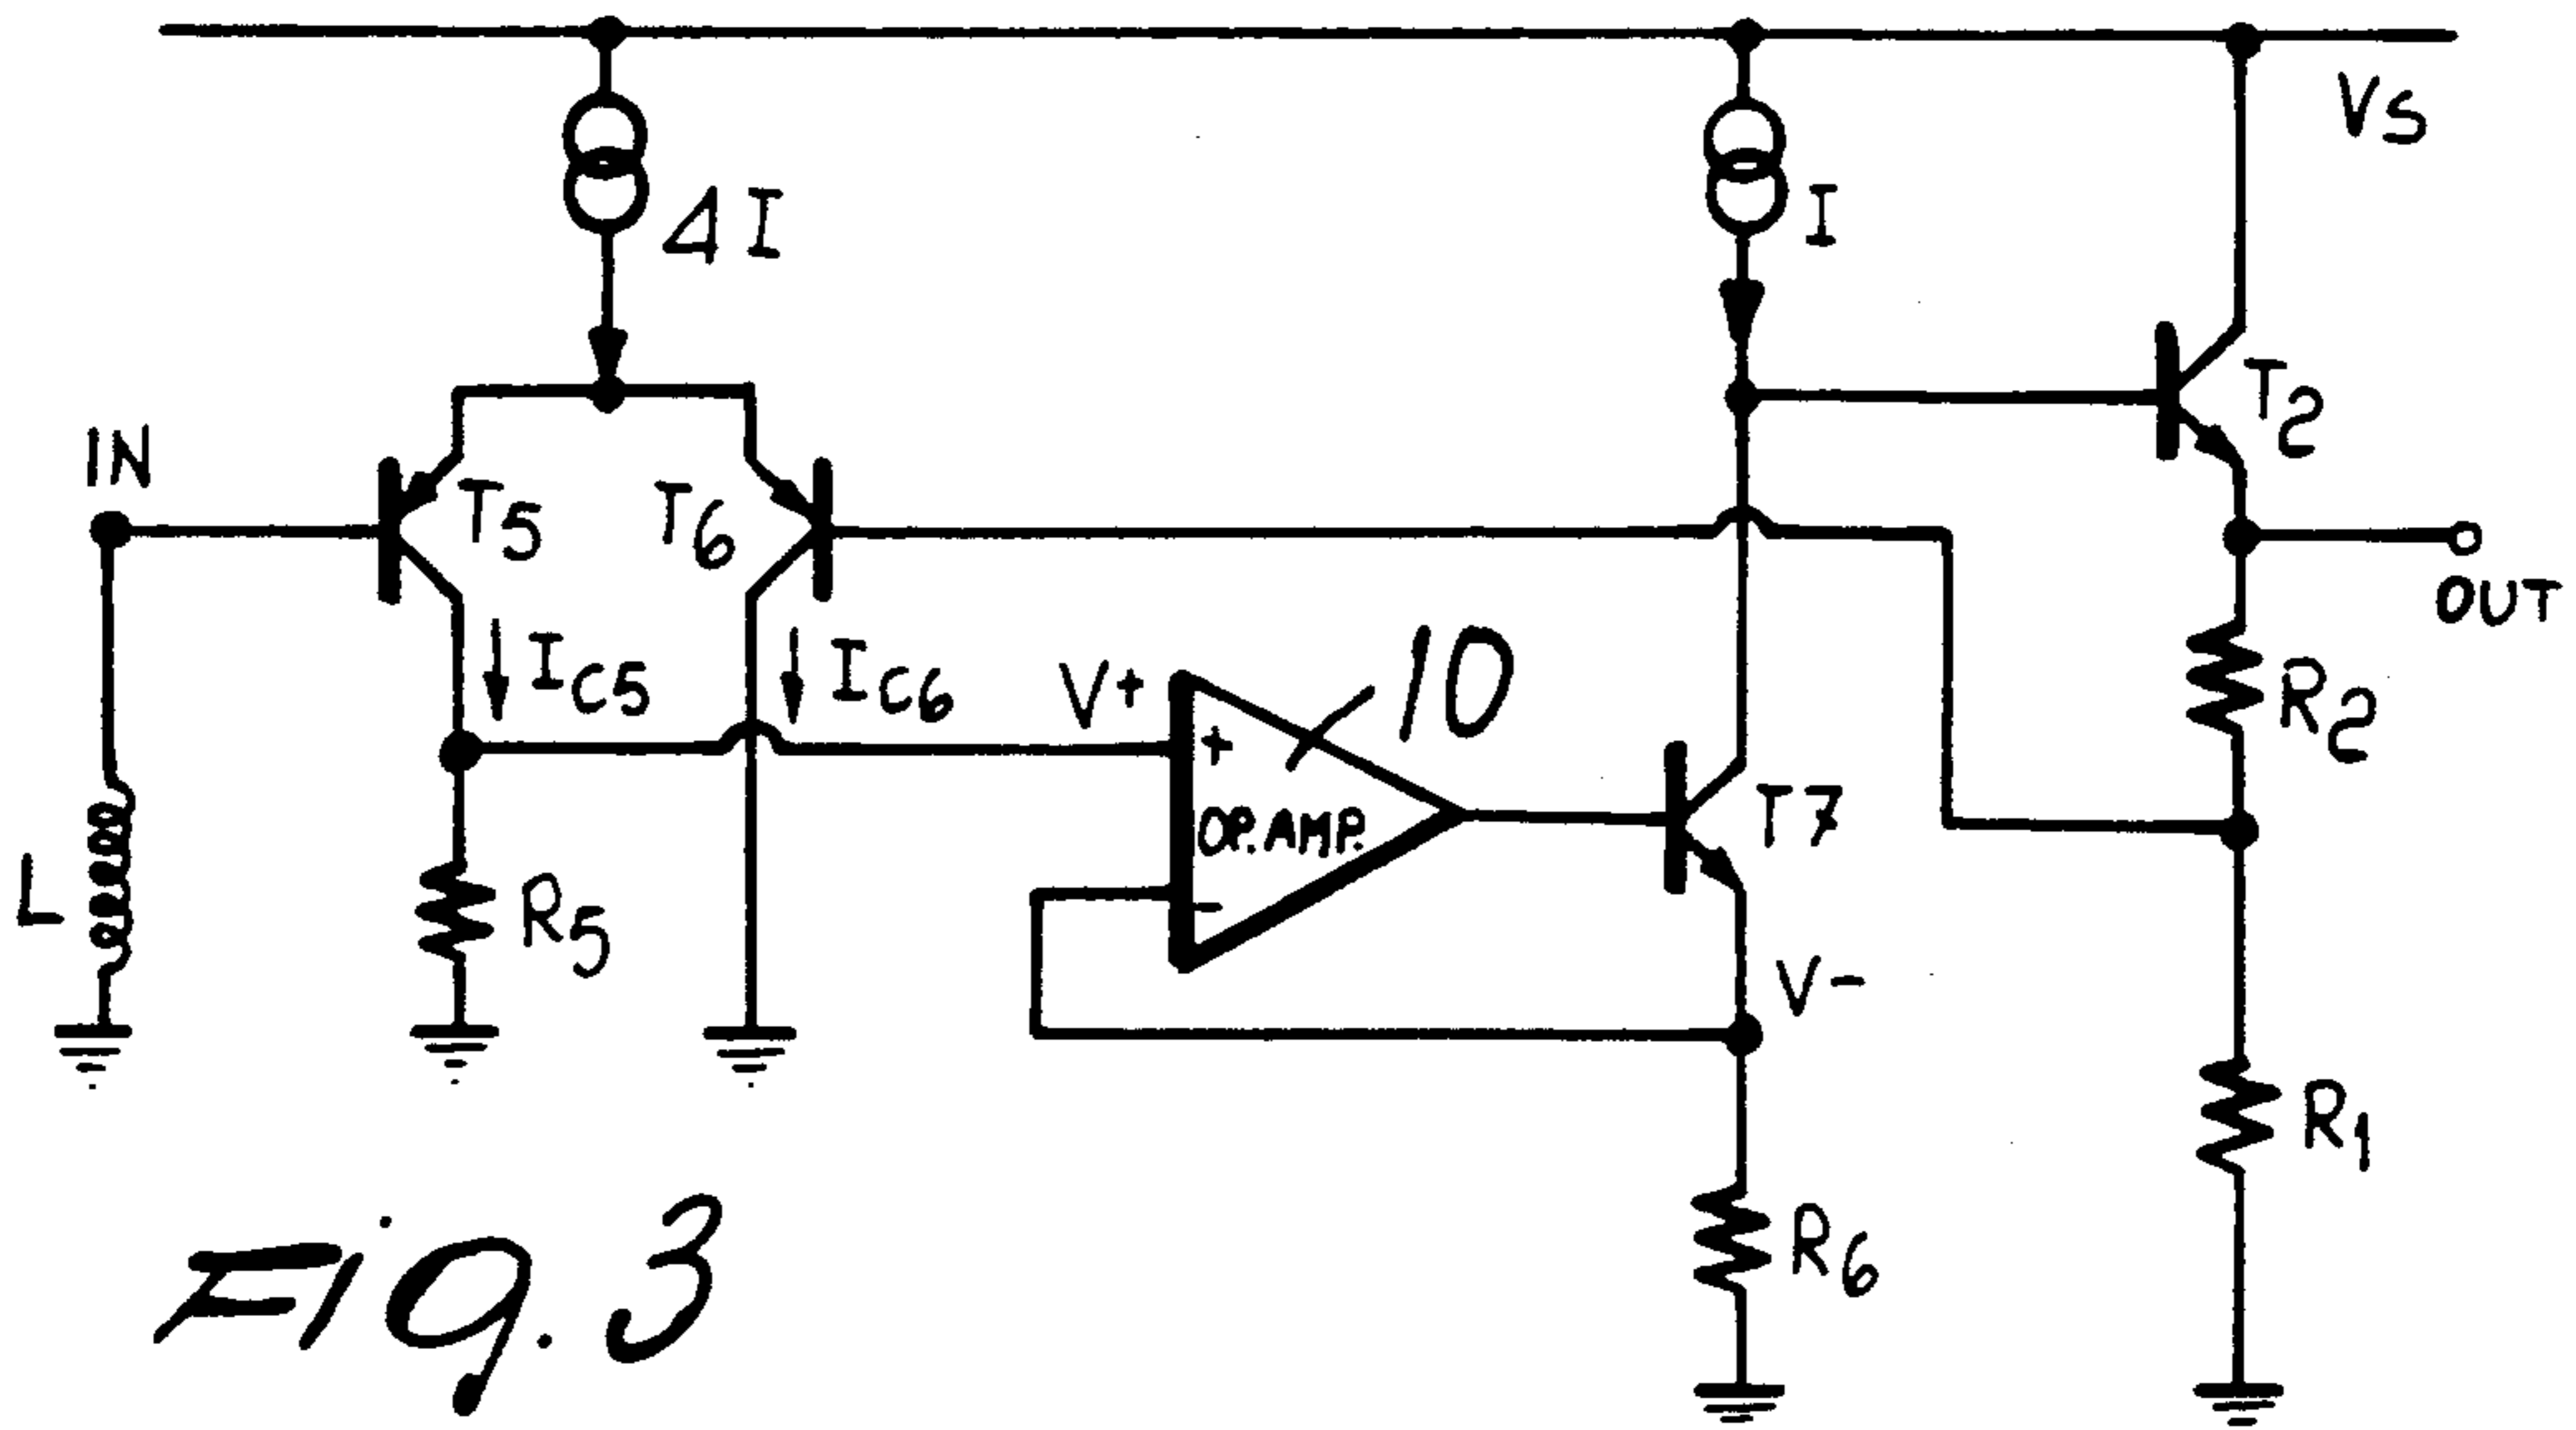 VS
4I
I
T2
IN
T5
T6
OUT
IC5
IC6
V+
10
R2
+
OP. AMP.
T7
-
L
R5
V-
R1
R6
Fig. 3